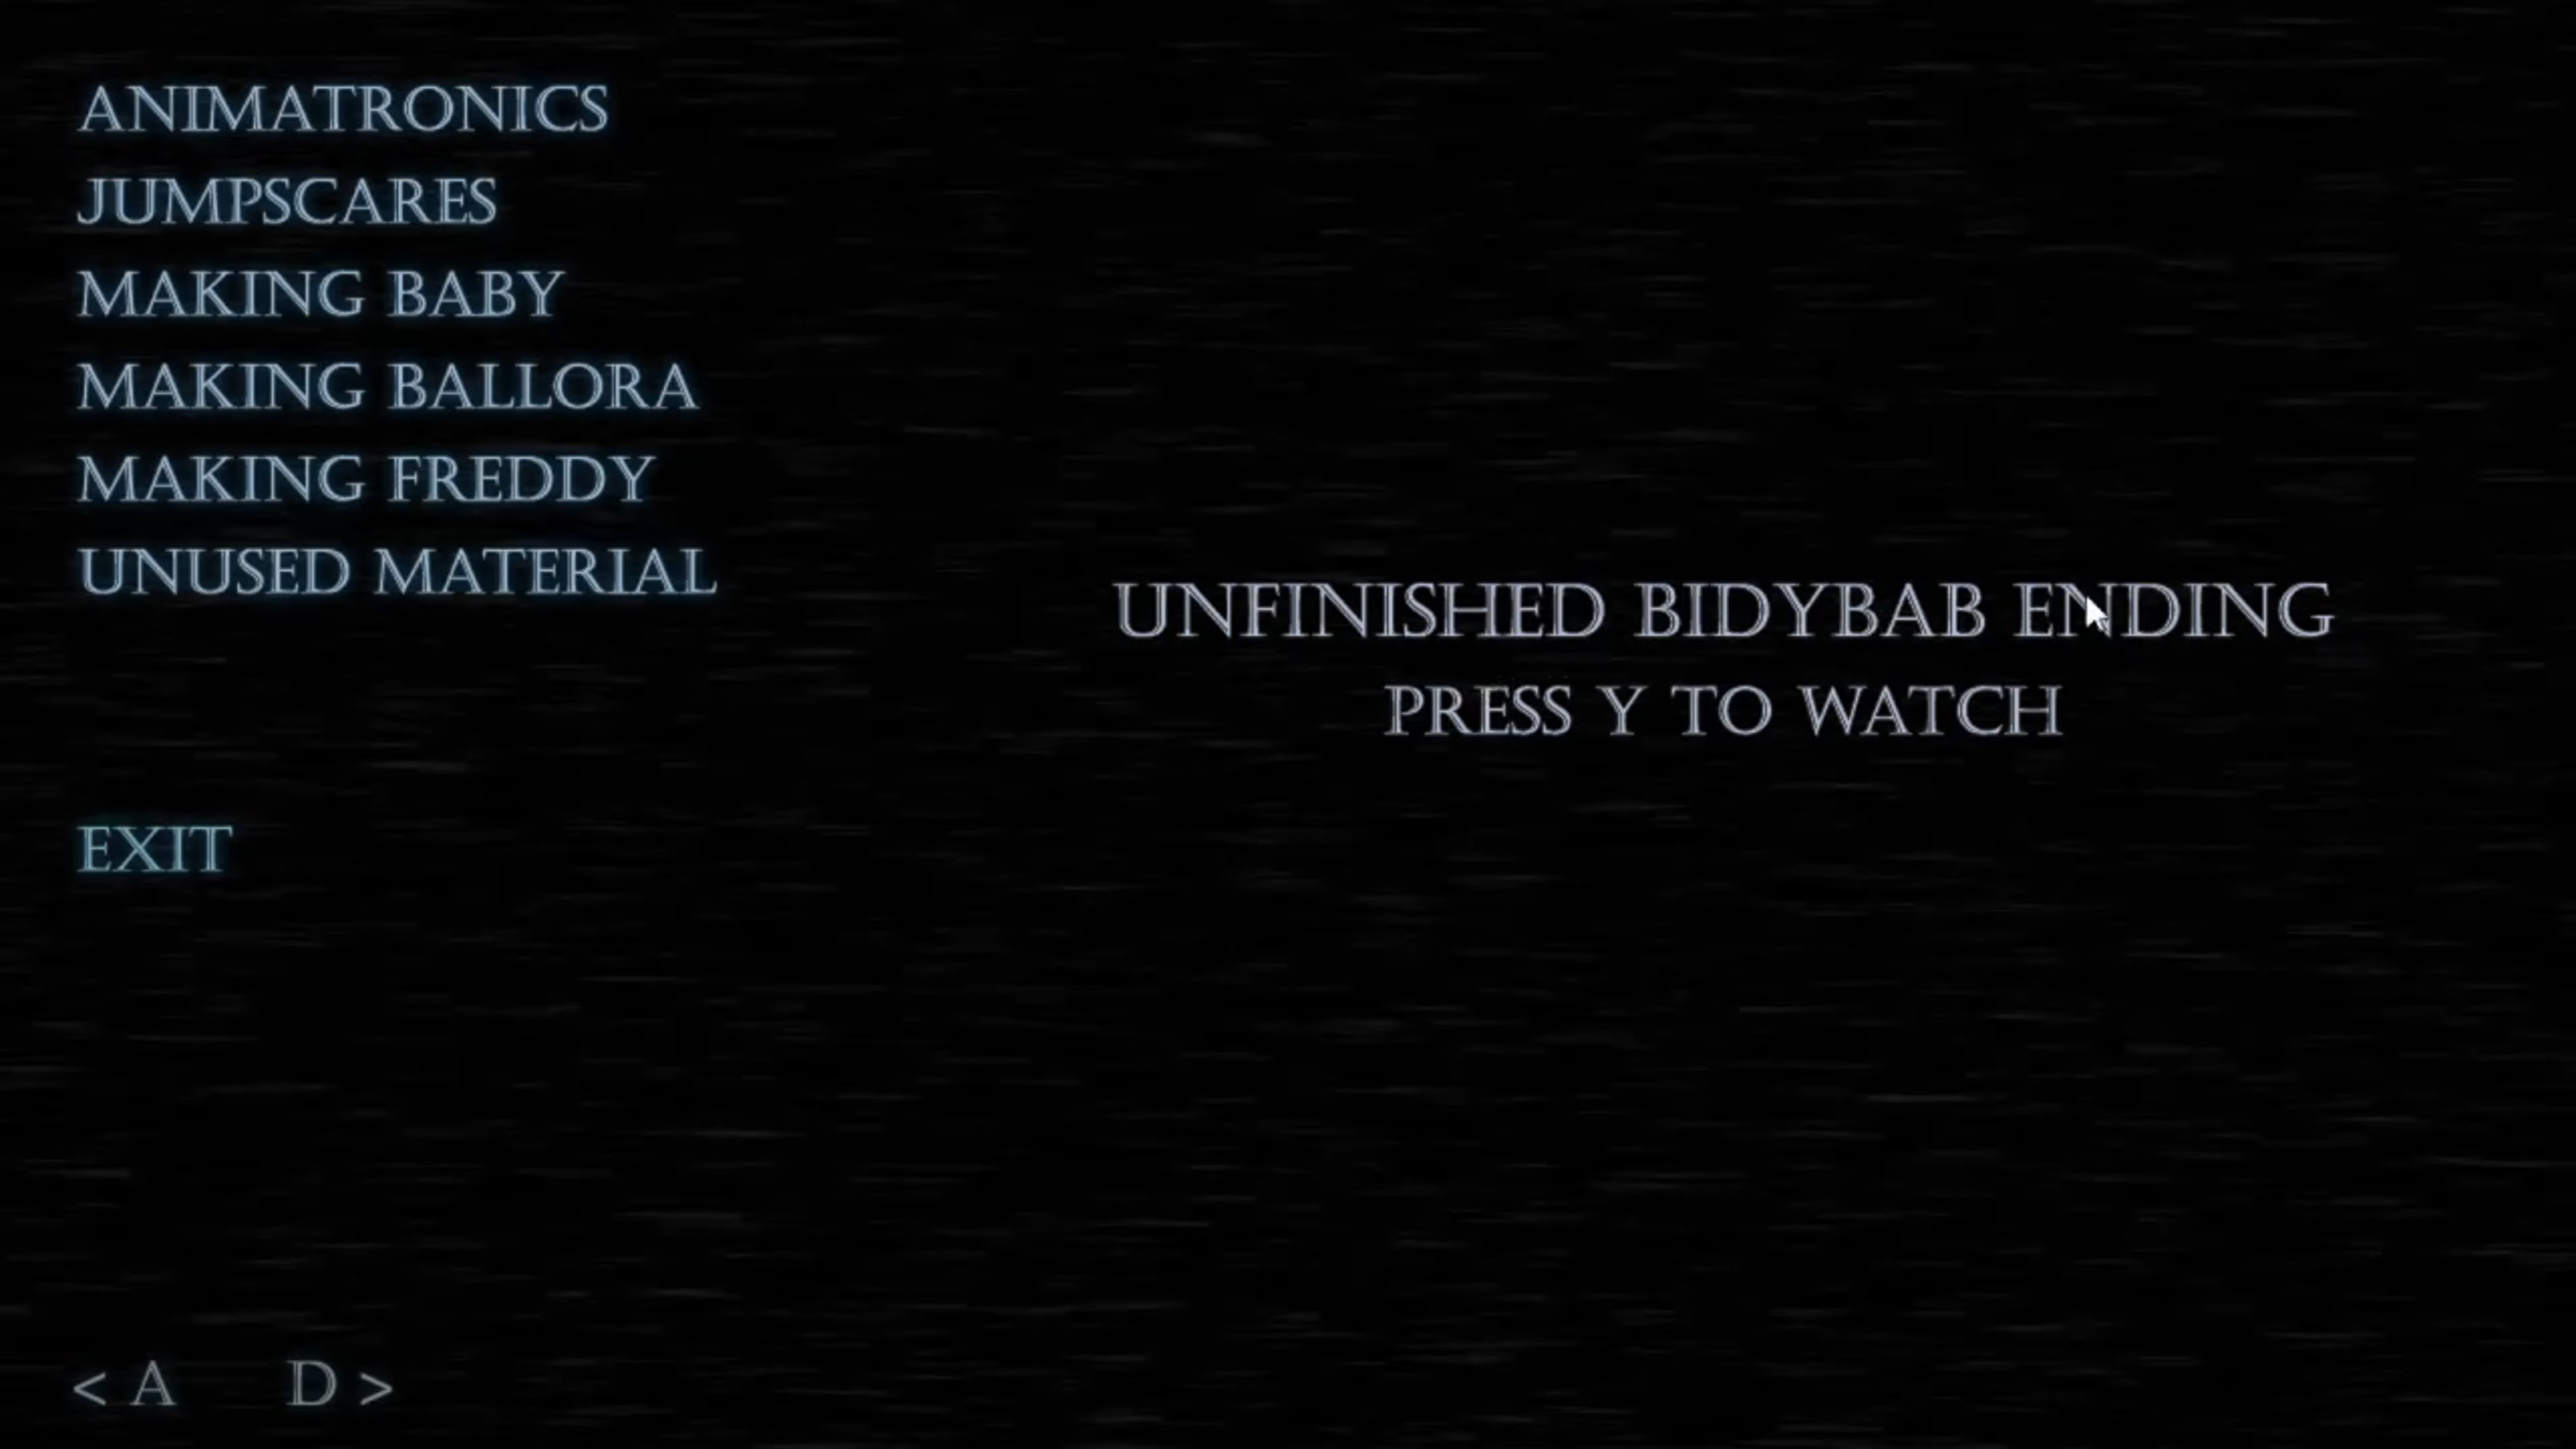 ANIMATRONICS
JUMPSCARES
MAKING BABY
MAKING BALLORA
MAKING FREDDY
UNUSED MATERIAL
UNFINISHED BIDYBAB ENDING
PRESS Y TO WATCH
EXIT
< A D >